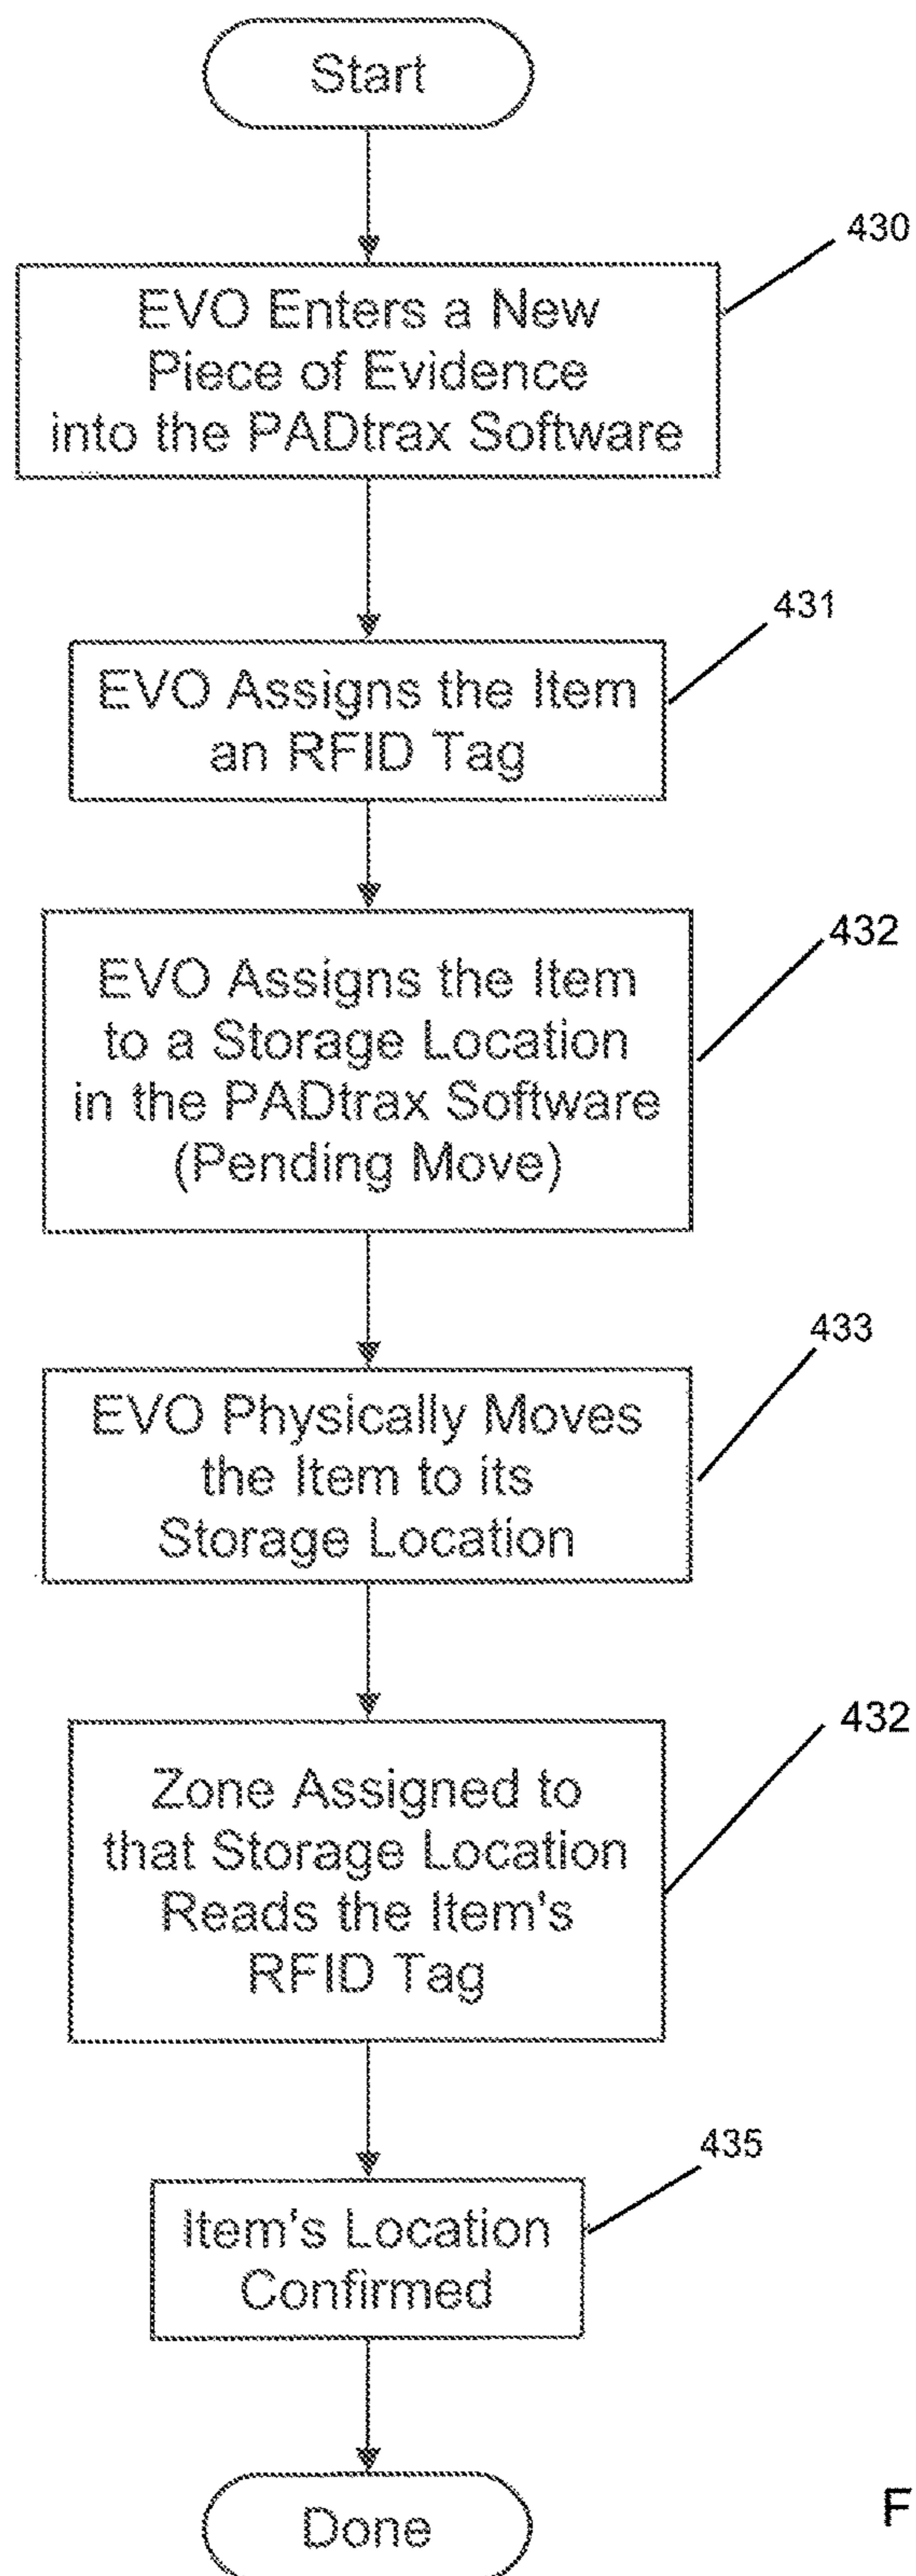 Start
430
EVO Enters a New
Piece of Evidence
into the PADtrax Software
431
EVO Assigns the Item
an RFID Tag
432
EVO Assigns the Item
to a Storage Location
in the PADtrax Software
(Pending Move)
433
EVO Physically Moves
the Item to its
Storage Location
432
Zone Assigned to
that Storage Location
Reads the Item's
RFID Tag
435
Item's Location
Confirmed
F
Done